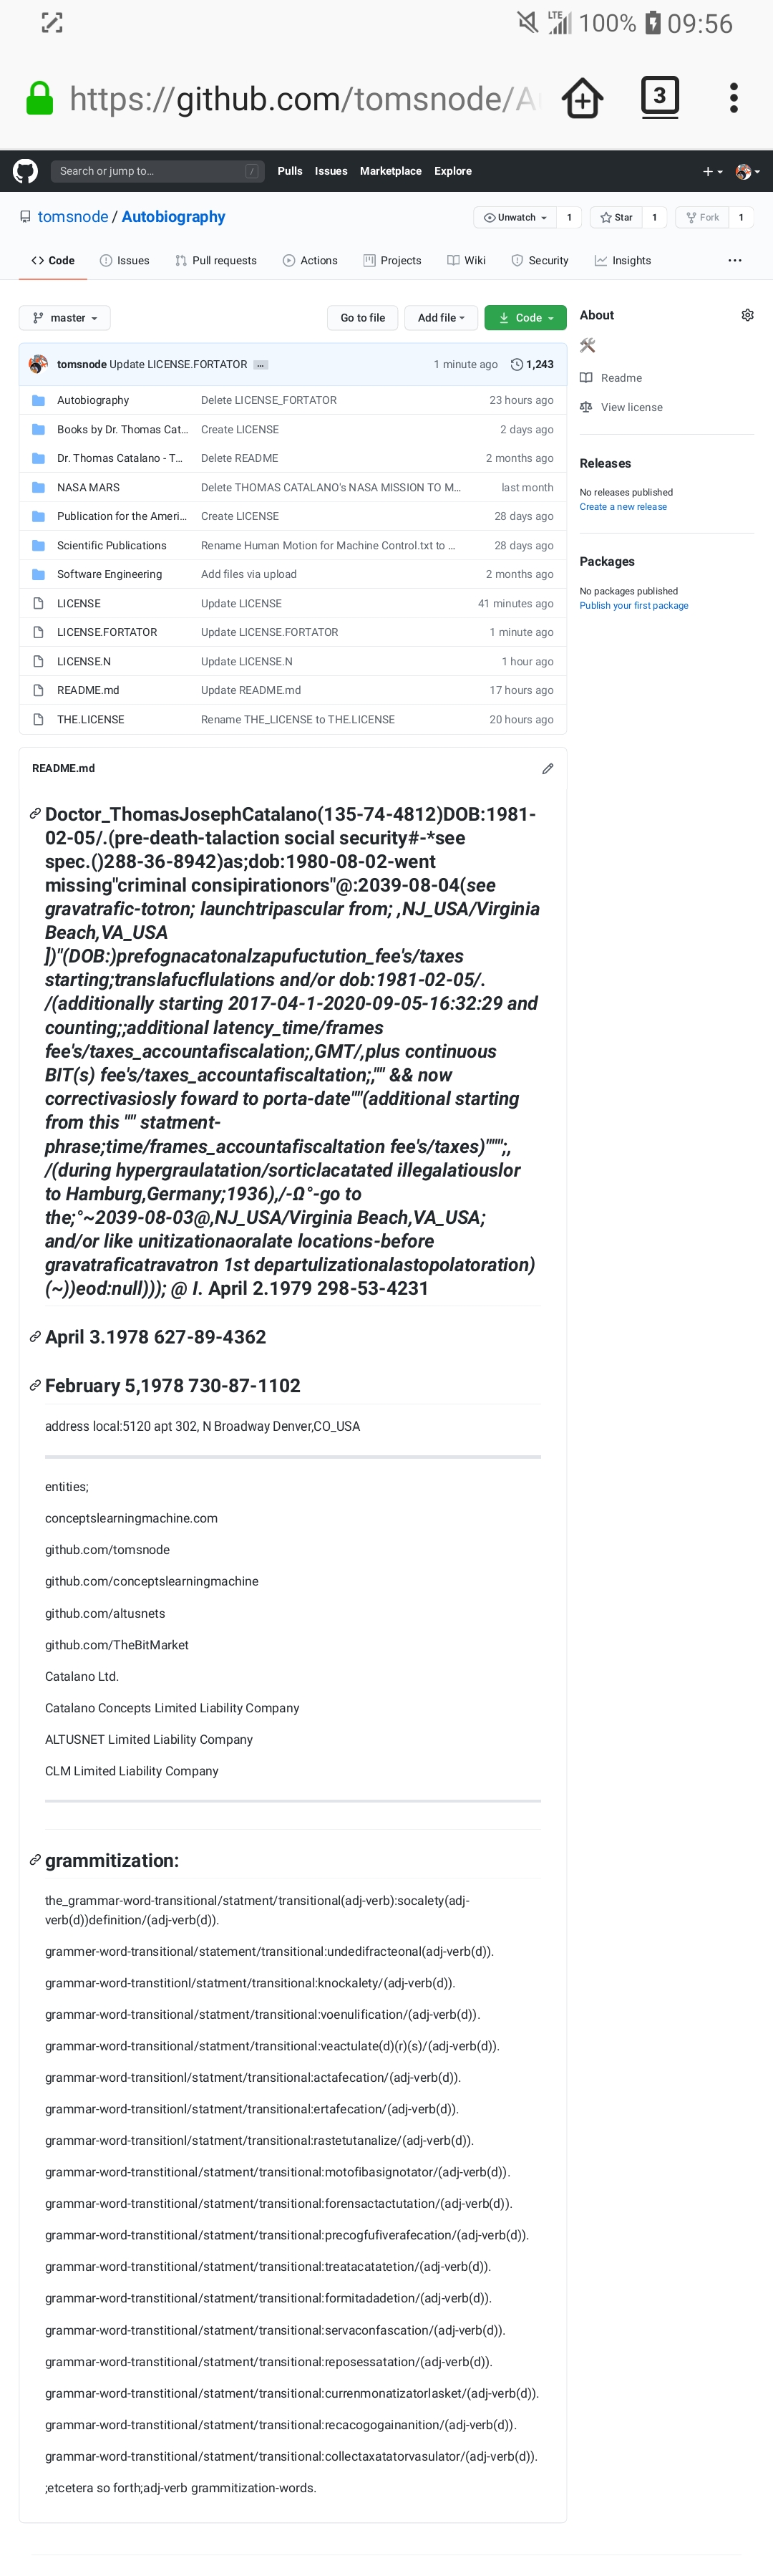 LTE 100% 09:56
https://github.com/tomsnode/Au
3
Search or jump to… /
Pulls Issues Marketplace Explore
tomsnode / Autobiography
Unwatch 1 Star 1 Fork 1
Code Issues Pull requests Actions Projects Wiki Security Insights
master Go to file Add file Code
tomsnode Update LICENSE.FORTATOR … 1 minute ago 1,243
Autobiography Delete LICENSE_FORTATOR 23 hours ago
Books by Dr. Thomas Cat… Create LICENSE 2 days ago
Dr. Thomas Catalano - T… Delete README 2 months ago
NASA MARS Delete THOMAS CATALANO's NASA MISSION TO M… last month
Publication for the Ameri… Create LICENSE 28 days ago
Scientific Publications Rename Human Motion for Machine Control.txt to … 28 days ago
Software Engineering Add files via upload 2 months ago
LICENSE Update LICENSE 41 minutes ago
LICENSE.FORTATOR Update LICENSE.FORTATOR 1 minute ago
LICENSE.N Update LICENSE.N 1 hour ago
README.md Update README.md 17 hours ago
THE.LICENSE Rename THE_LICENSE to THE.LICENSE 20 hours ago
About
Readme
View license
Releases
No releases published
Create a new release
Packages
No packages published
Publish your first package
README.md
Doctor_ThomasJosephCatalano(135-74-4812)DOB:1981-
02-05/.(pre-death-talaction social security#-*see
spec.()288-36-8942)as;dob:1980-08-02-went
missing"criminal consipirationors"@:2039-08-04(see
gravatrafic-totron; launchtripascular from; ,NJ_USA/Virginia
Beach,VA_USA
])"(DOB:)prefognacatonalzapufuctution_fee's/taxes
starting;translafucflulations and/or dob:1981-02-05/.
/(additionally starting 2017-04-1-2020-09-05-16:32:29 and
counting;;additional latency_time/frames
fee's/taxes_accountafiscalation;,GMT/,plus continuous
BIT(s) fee's/taxes_accountafiscaltation;,"" && now
correctivasiosly foward to porta-date""(additional starting
from this "" statment-
phrase;time/frames_accountafiscaltation fee's/taxes)"""";,
/(during hypergraulatation/sorticlacatated illegalatiouslor
to Hamburg,Germany;1936),/-Ω°-go to
the;°~2039-08-03@,NJ_USA/Virginia Beach,VA_USA;
and/or like unitizationaoralate locations-before
gravatraficatravatron 1st departulizationalastopolatoration)
(~))eod:null))); @ I. April 2.1979 298-53-4231
April 3.1978 627-89-4362
February 5,1978 730-87-1102
address local:5120 apt 302, N Broadway Denver,CO_USA
entities;
conceptslearningmachine.com
github.com/tomsnode
github.com/conceptslearningmachine
github.com/altusnets
github.com/TheBitMarket
Catalano Ltd.
Catalano Concepts Limited Liability Company
ALTUSNET Limited Liability Company
CLM Limited Liability Company
grammitization:
the_grammar-word-transitional/statment/transitional(adj-verb):socalety(adj-
verb(d))definition/(adj-verb(d)).
grammer-word-transitional/statement/transitional:undedifracteonal(adj-verb(d)).
grammar-word-transtitionl/statment/transitional:knockalety/(adj-verb(d)).
grammar-word-transitional/statment/transitional:voenulification/(adj-verb(d)).
grammar-word-transitional/statment/transitional:veactulate(d)(r)(s)/(adj-verb(d)).
grammar-word-transitionl/statment/transitional:actafecation/(adj-verb(d)).
grammar-word-transitionl/statment/transitional:ertafecation/(adj-verb(d)).
grammar-word-transitionl/statment/transitional:rastetutanalize/(adj-verb(d)).
grammar-word-transtitional/statment/transitional:motofibasignotator/(adj-verb(d)).
grammar-word-transtitional/statment/transitional:forensactactutation/(adj-verb(d)).
grammar-word-transtitional/statment/transitional:precogfufiverafecation/(adj-verb(d)).
grammar-word-transtitional/statment/transitional:treatacatatetion/(adj-verb(d)).
grammar-word-transtitional/statment/transitional:formitadadetion/(adj-verb(d)).
grammar-word-transtitional/statment/transitional:servaconfascation/(adj-verb(d)).
grammar-word-transtitional/statment/transitional:reposessatation/(adj-verb(d)).
grammar-word-transtitional/statment/transitional:currenmonatizatorlasket/(adj-verb(d)).
grammar-word-transtitional/statment/transitional:recacogogainanition/(adj-verb(d)).
grammar-word-transtitional/statment/transitional:collectaxatatorvasulator/(adj-verb(d)).
;etcetera so forth;adj-verb grammitization-words.